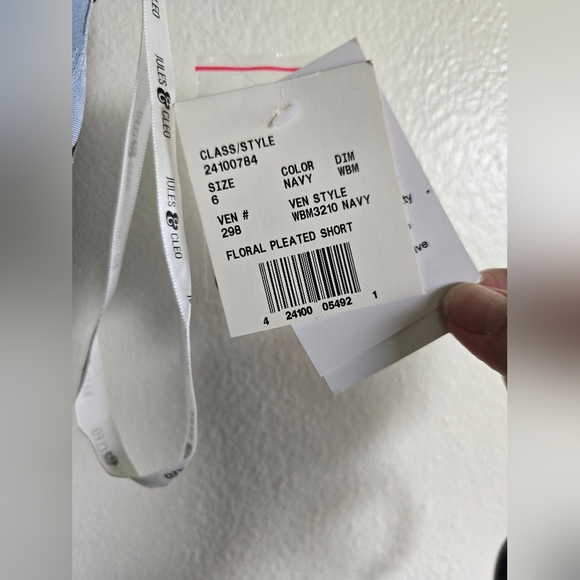 JULES & CLEO
JULES & CLEO
CLASS/STYLE
24100784
SIZE COLOR DIM
6 NAVY WBM
VEN # VEN STYLE
298 WBM3210 NAVY
FLORAL PLEATED SHORT
4 24100 05492 1
CLEO